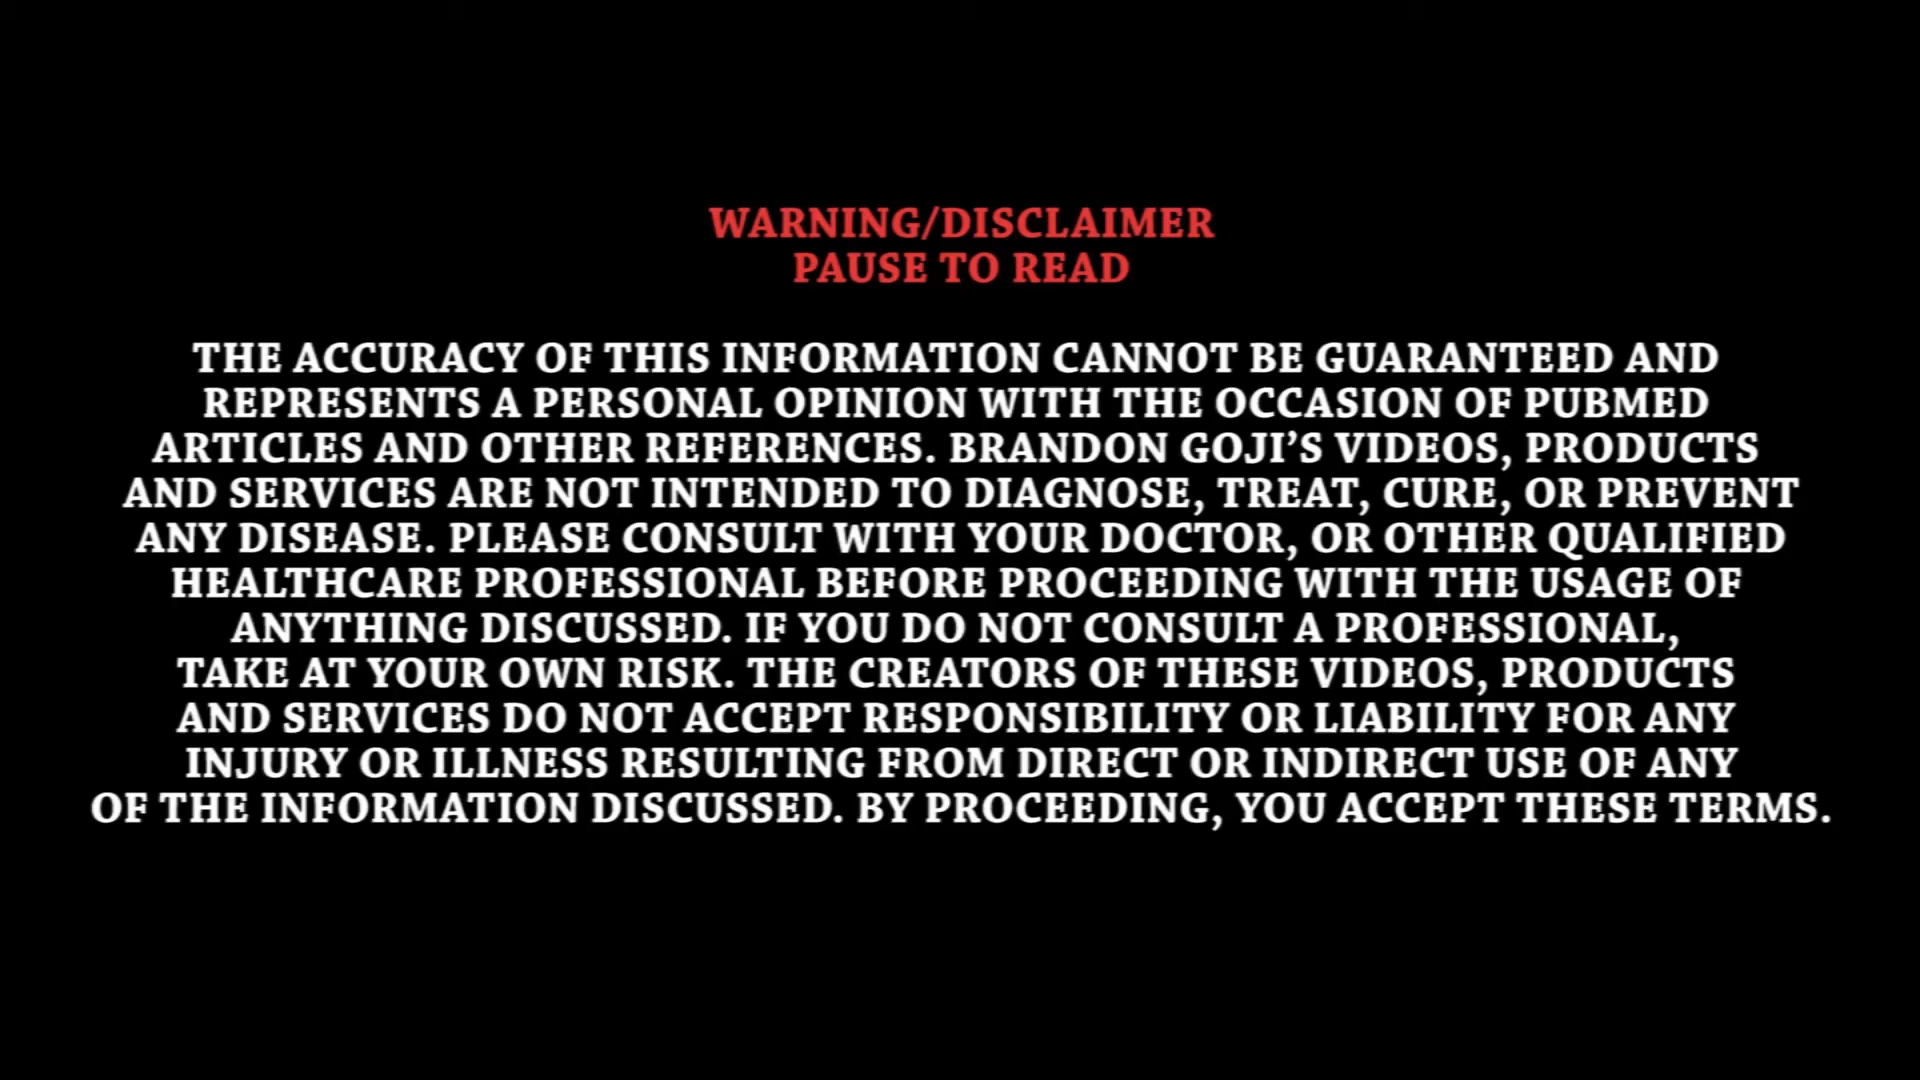 WARNING/DISCLAIMER
PAUSE TO READ
THE ACCURACY OF THIS INFORMATION CANNOT BE GUARANTEED AND
REPRESENTS A PERSONAL OPINION WITH THE OCCASION OF PUBMED
ARTICLES AND OTHER REFERENCES. BRANDON GOJI’S VIDEOS, PRODUCTS
AND SERVICES ARE NOT INTENDED TO DIAGNOSE, TREAT, CURE, OR PREVENT
ANY DISEASE. PLEASE CONSULT WITH YOUR DOCTOR, OR OTHER QUALIFIED
HEALTHCARE PROFESSIONAL BEFORE PROCEEDING WITH THE USAGE OF
ANYTHING DISCUSSED. IF YOU DO NOT CONSULT A PROFESSIONAL,
TAKE AT YOUR OWN RISK. THE CREATORS OF THESE VIDEOS, PRODUCTS
AND SERVICES DO NOT ACCEPT RESPONSIBILITY OR LIABILITY FOR ANY
INJURY OR ILLNESS RESULTING FROM DIRECT OR INDIRECT USE OF ANY
OF THE INFORMATION DISCUSSED. BY PROCEEDING, YOU ACCEPT THESE TERMS.